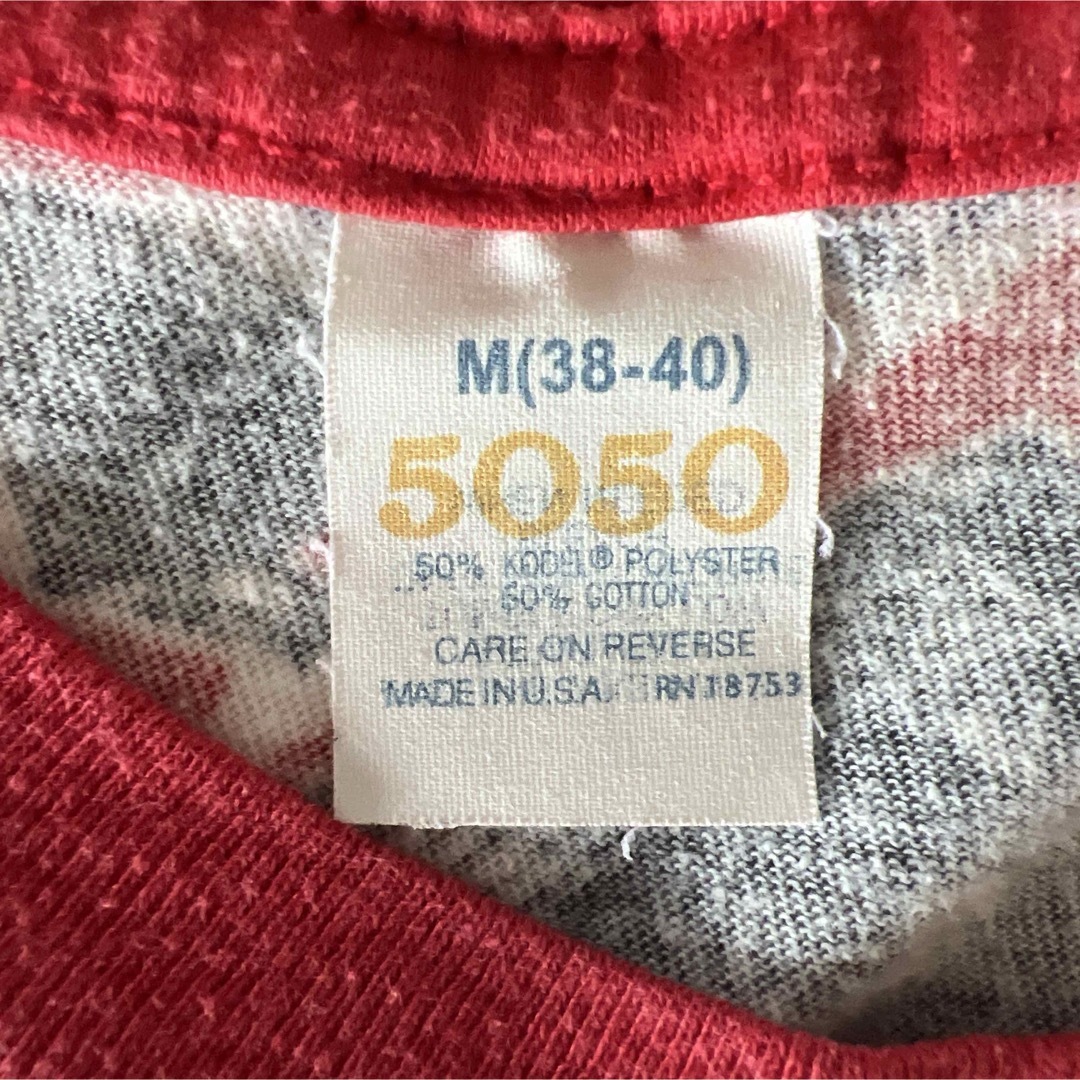 M(38-40)
5050
50% KODEL® POLYSTER
50% COTTON
CARE ON REVERSE
MADE IN U.S.A. RN 18753